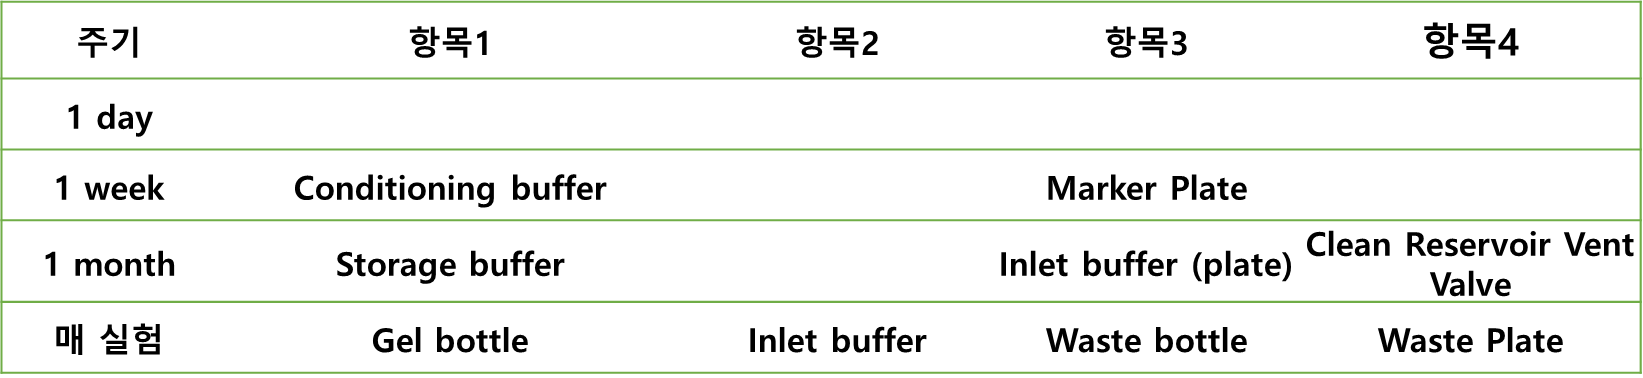 주기 항목1 항목2 항목3 항목4
1 day
1 week Conditioning buffer Marker Plate
1 month Storage buffer Inlet buffer (plate) Clean Reservoir Vent
Valve
매 실험 Gel bottle Inlet buffer Waste bottle Waste Plate